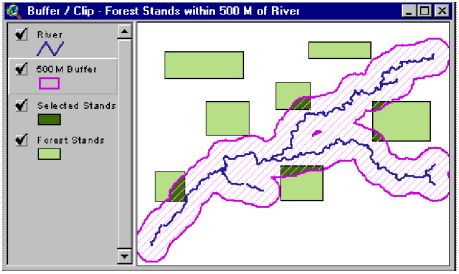 Buffer / Clip - Forest Stands within 500 M of River
River
500 M Buffer
Selected Stands
Forest Stands